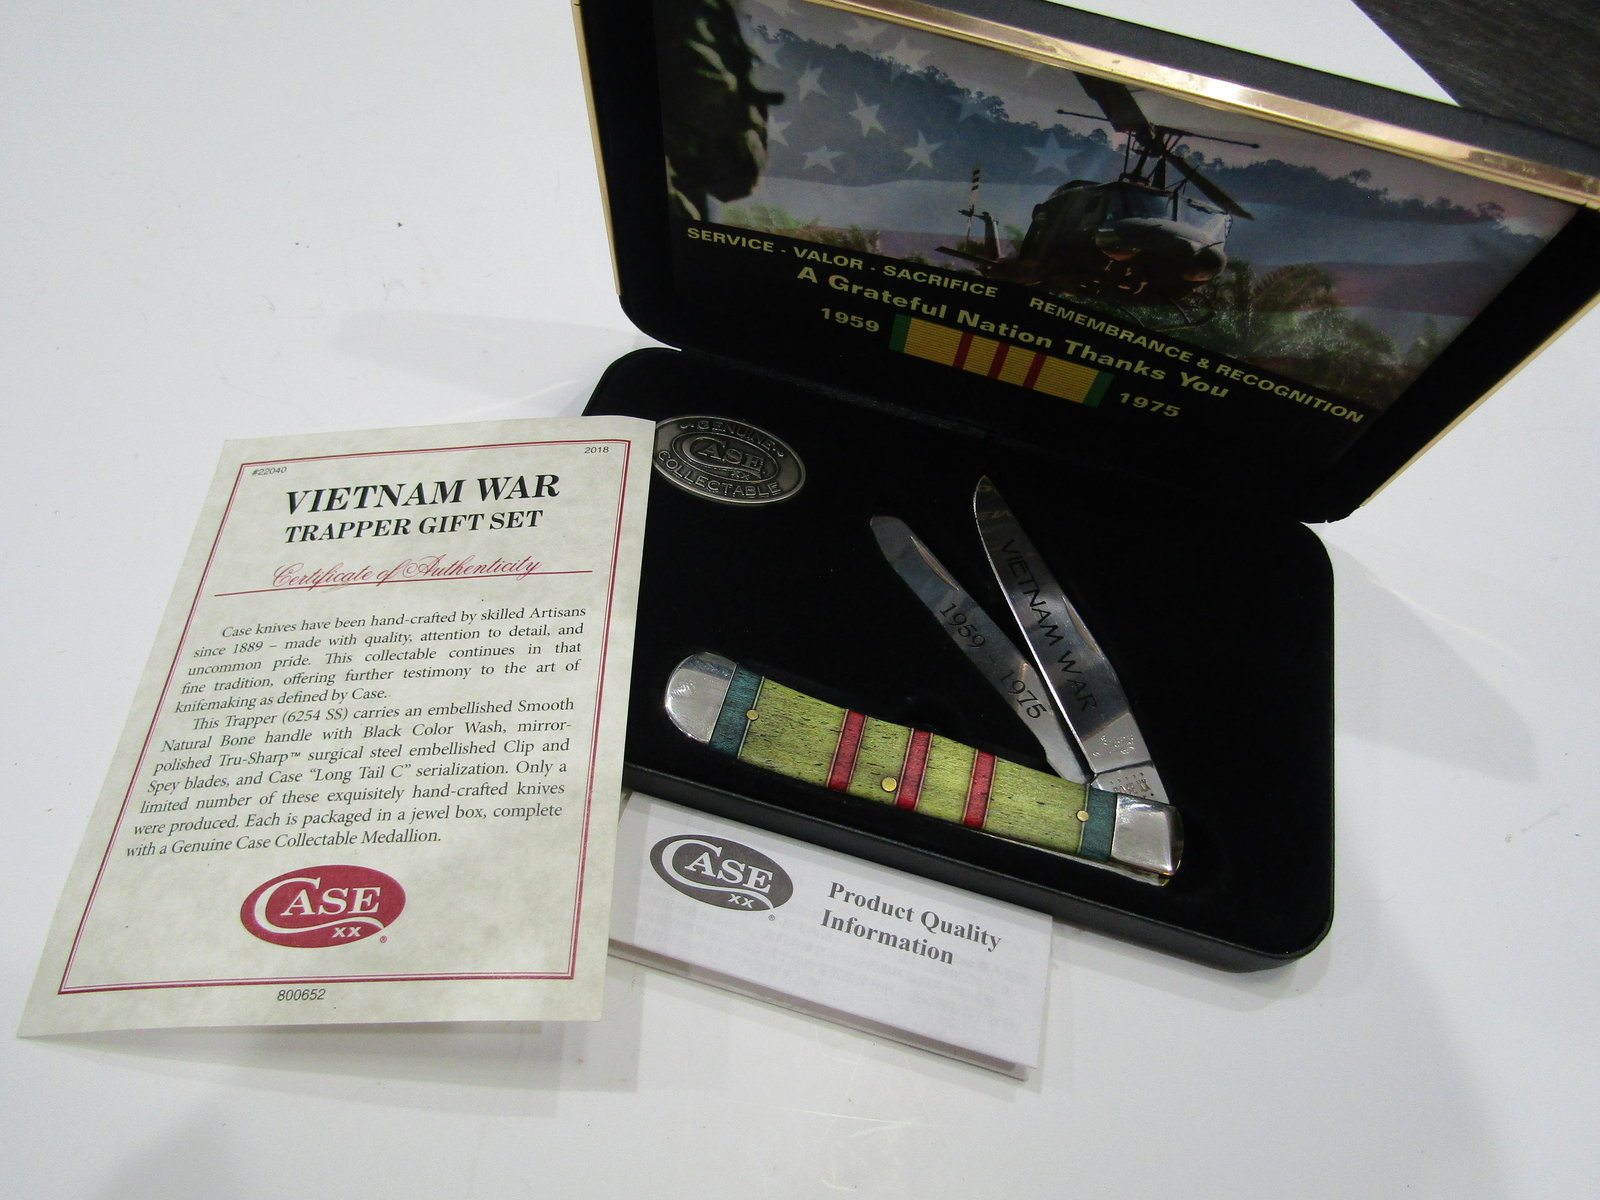 SERVICE - VALOR - SACRIFICE REMEMBRANCE & RECOGNITION
A Grateful Nation Thanks You
1959 1975
GENUINE
CASE
XX
COLLECTABLE
VIETNAM WAR
1959 - 1975
#22040 2018
VIETNAM WAR
TRAPPER GIFT SET
Certificate of Authenticity
Case knives have been hand-crafted by skilled Artisans
since 1889 – made with quality, attention to detail, and
uncommon pride. This collectable continues in that
fine tradition, offering further testimony to the art of
knifemaking as defined by Case.
This Trapper (6254 SS) carries an embellished Smooth
Natural Bone handle with Black Color Wash, mirror-
polished Tru-Sharp™ surgical steel embellished Clip and
Spey blades, and Case “Long Tail C” serialization. Only a
limited number of these exquisitely hand-crafted knives
were produced. Each is packaged in a jewel box, complete
with a Genuine Case Collectable Medallion.
CASE
XX
®
800652
CASE
XX
®
Product Quality
Information